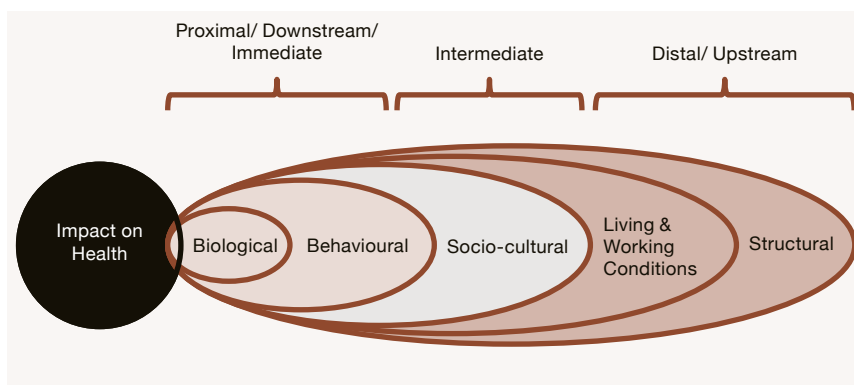 Proximal/ Downstream/
Immediate
Intermediate
Distal/ Upstream
Impact on
Health
Biological
Behavioural
Socio-cultural
Living &
Working
Conditions
Structural